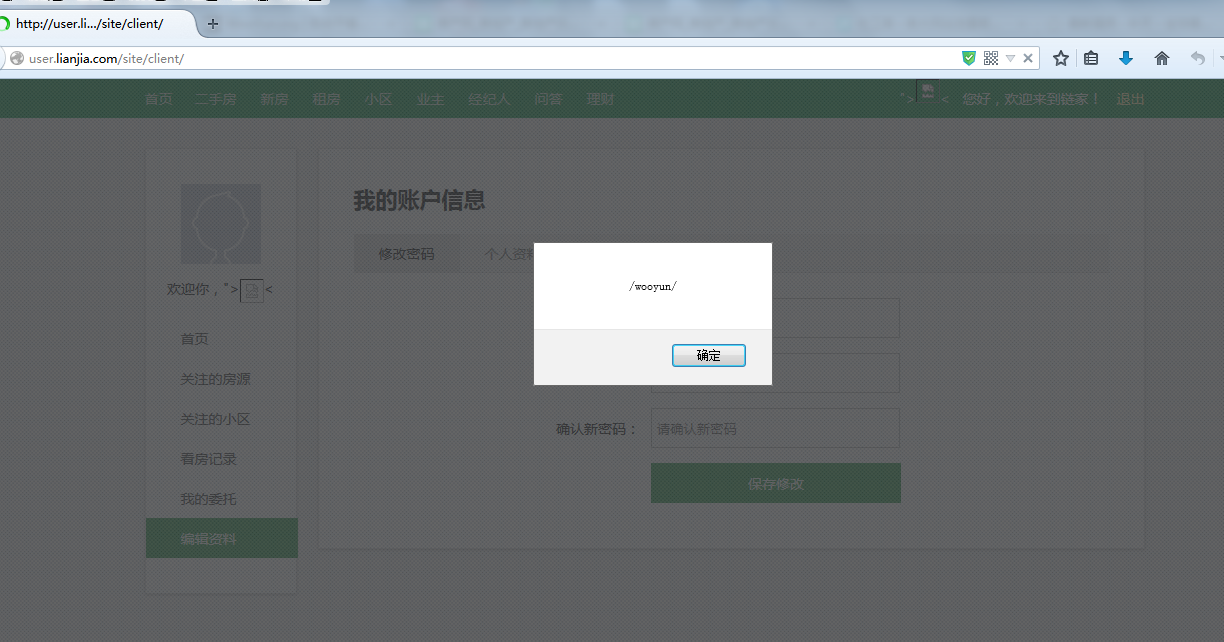 http://user.li.../site/client/
user.lianjia.com/site/client/
首页 二手房 新房 租房 小区 业主 经纪人 问答 理财 "> < 您好，欢迎来到链家！ 退出
我的账户信息
修改密码 个人资料
欢迎你，"> <
/wooyun/
确定
首页
关注的房源
关注的小区
看房记录
我的委托
编辑资料
确认新密码： 请确认新密码
保存修改